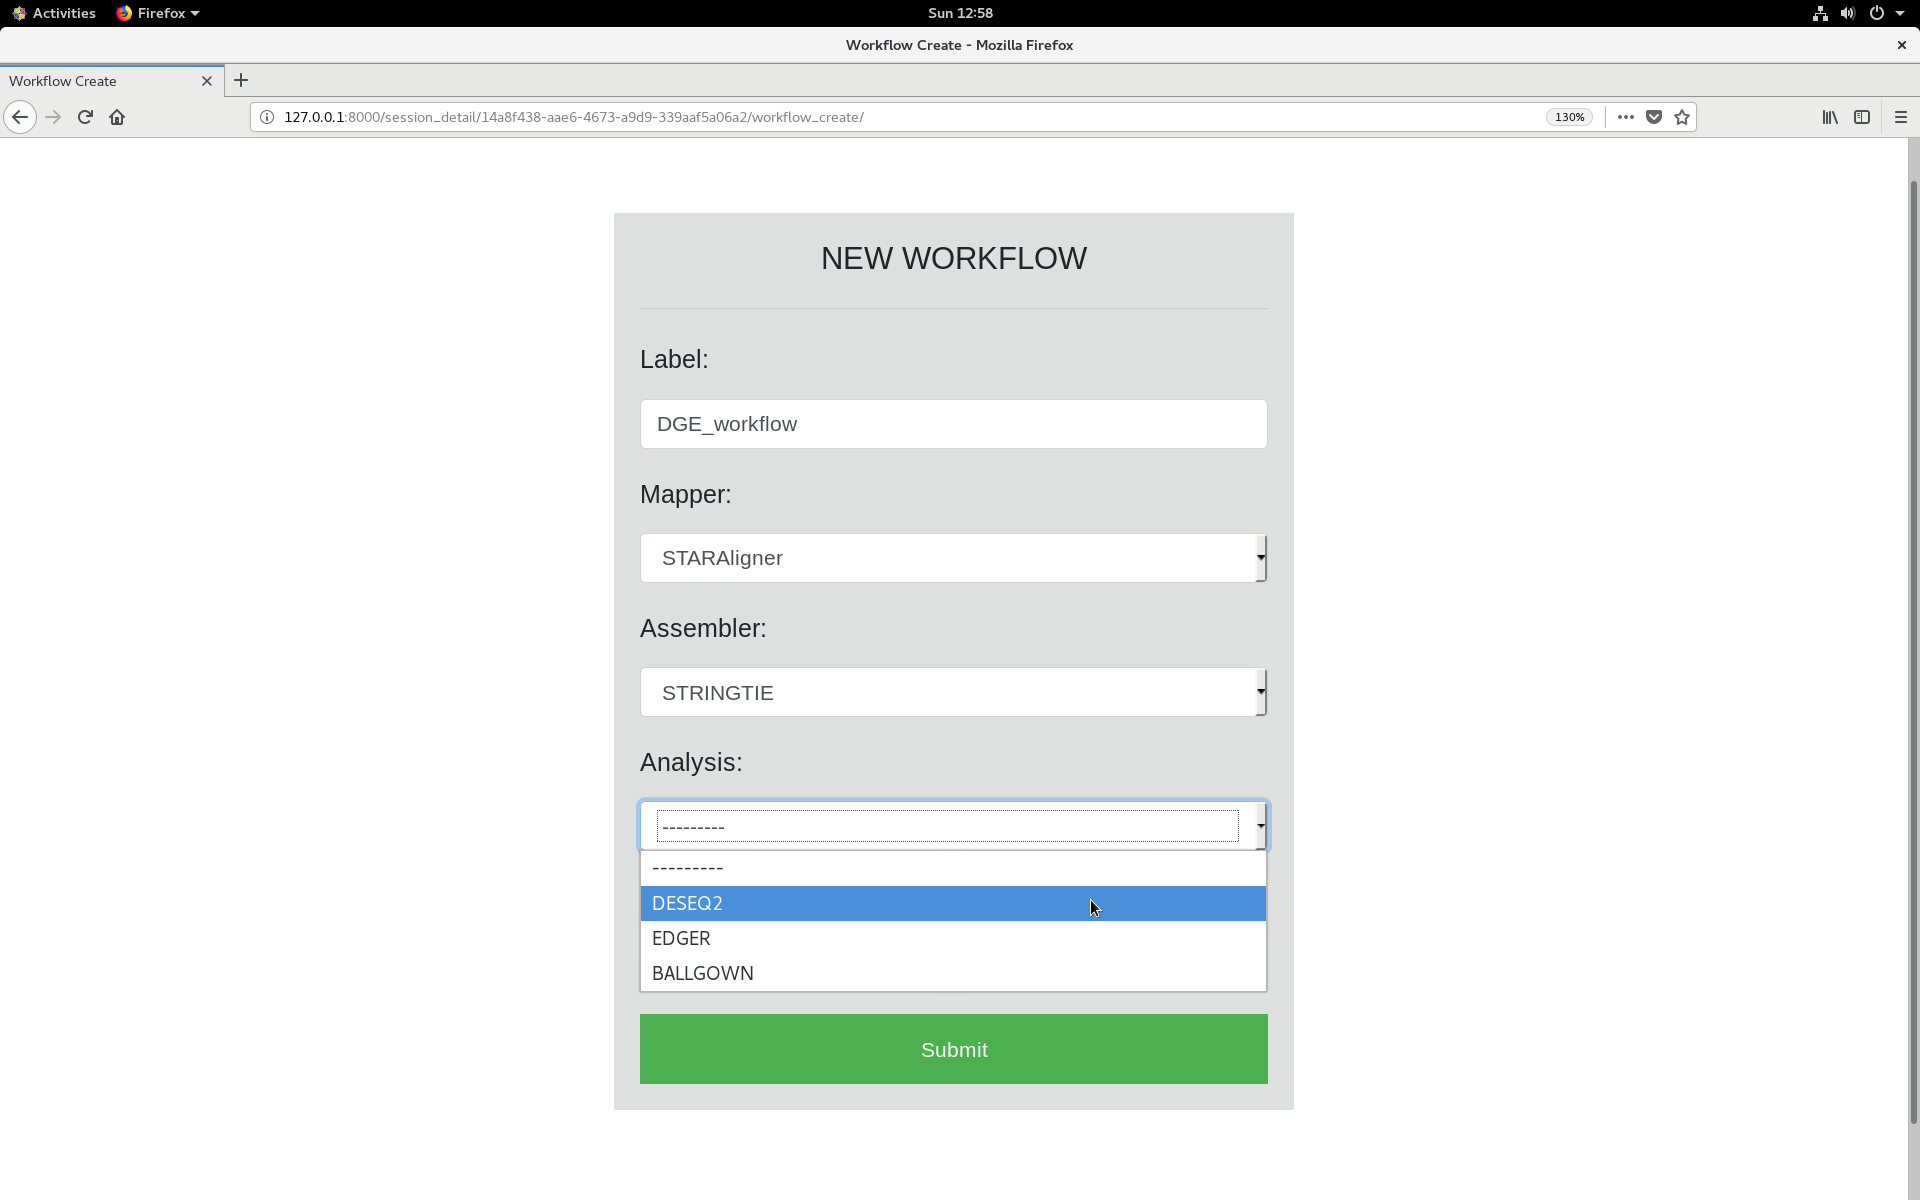 Activities Firefox Sun 12:58
Workflow Create - Mozilla Firefox
Workflow Create
127.0.0.1:8000/session_detail/14a8f438-aae6-4673-a9d9-339aaf5a06a2/workflow_create/ 130%
NEW WORKFLOW
Label:
DGE_workflow
Mapper:
STARAligner
Assembler:
STRINGTIE
Analysis:
---------
---------
DESEQ2
EDGER
BALLGOWN
Submit